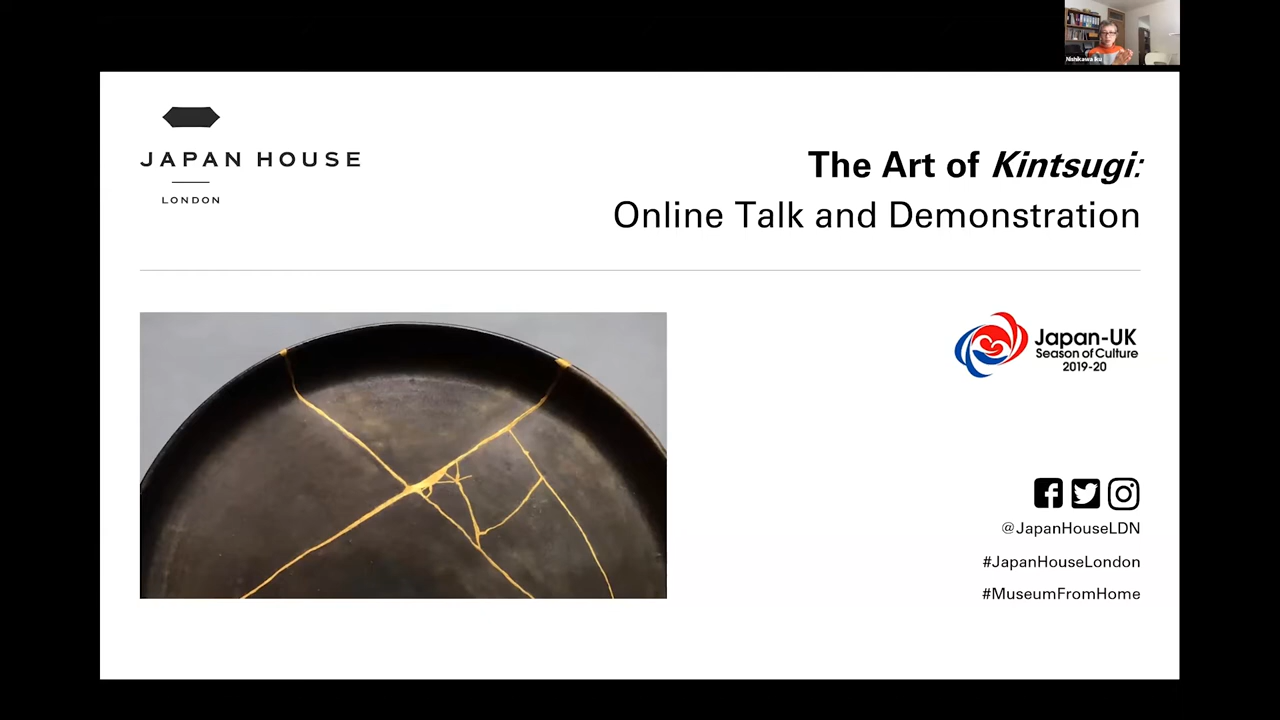 Nishikawa Iku
JAPAN HOUSE
LONDON
The Art of Kintsugi:
Online Talk and Demonstration
Japan-UK
Season of Culture
2019-20
@JapanHouseLDN
#JapanHouseLondon
#MuseumFromHome